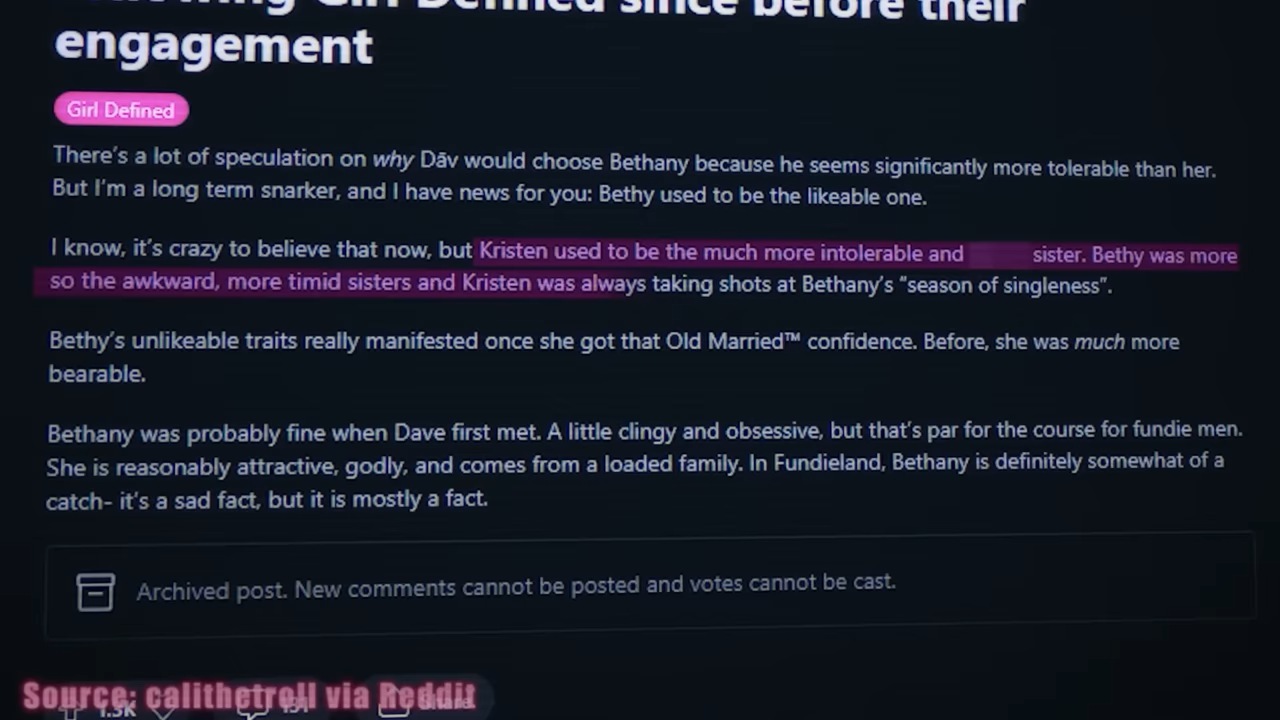 Girl Defined since before their
engagement
Girl Defined
There's a lot of speculation on why Dāv would choose Bethany because he seems significantly more tolerable than her.
But I'm a long term snarker, and I have news for you: Bethy used to be the likeable one.
I know, it's crazy to believe that now, but Kristen used to be the much more intolerable and sister. Bethy was more
so the awkward, more timid sisters and Kristen was always taking shots at Bethany's “season of singleness”.
Bethy's unlikeable traits really manifested once she got that Old Married™ confidence. Before, she was much more
bearable.
Bethany was probably fine when Dave first met. A little clingy and obsessive, but that's par for the course for fundie men.
She is reasonably attractive, godly, and comes from a loaded family. In Fundieland, Bethany is definitely somewhat of a
catch- it's a sad fact, but it is mostly a fact.
Archived post. New comments cannot be posted and votes cannot be cast.
Source: calithetroll via Reddit
1.3K Share